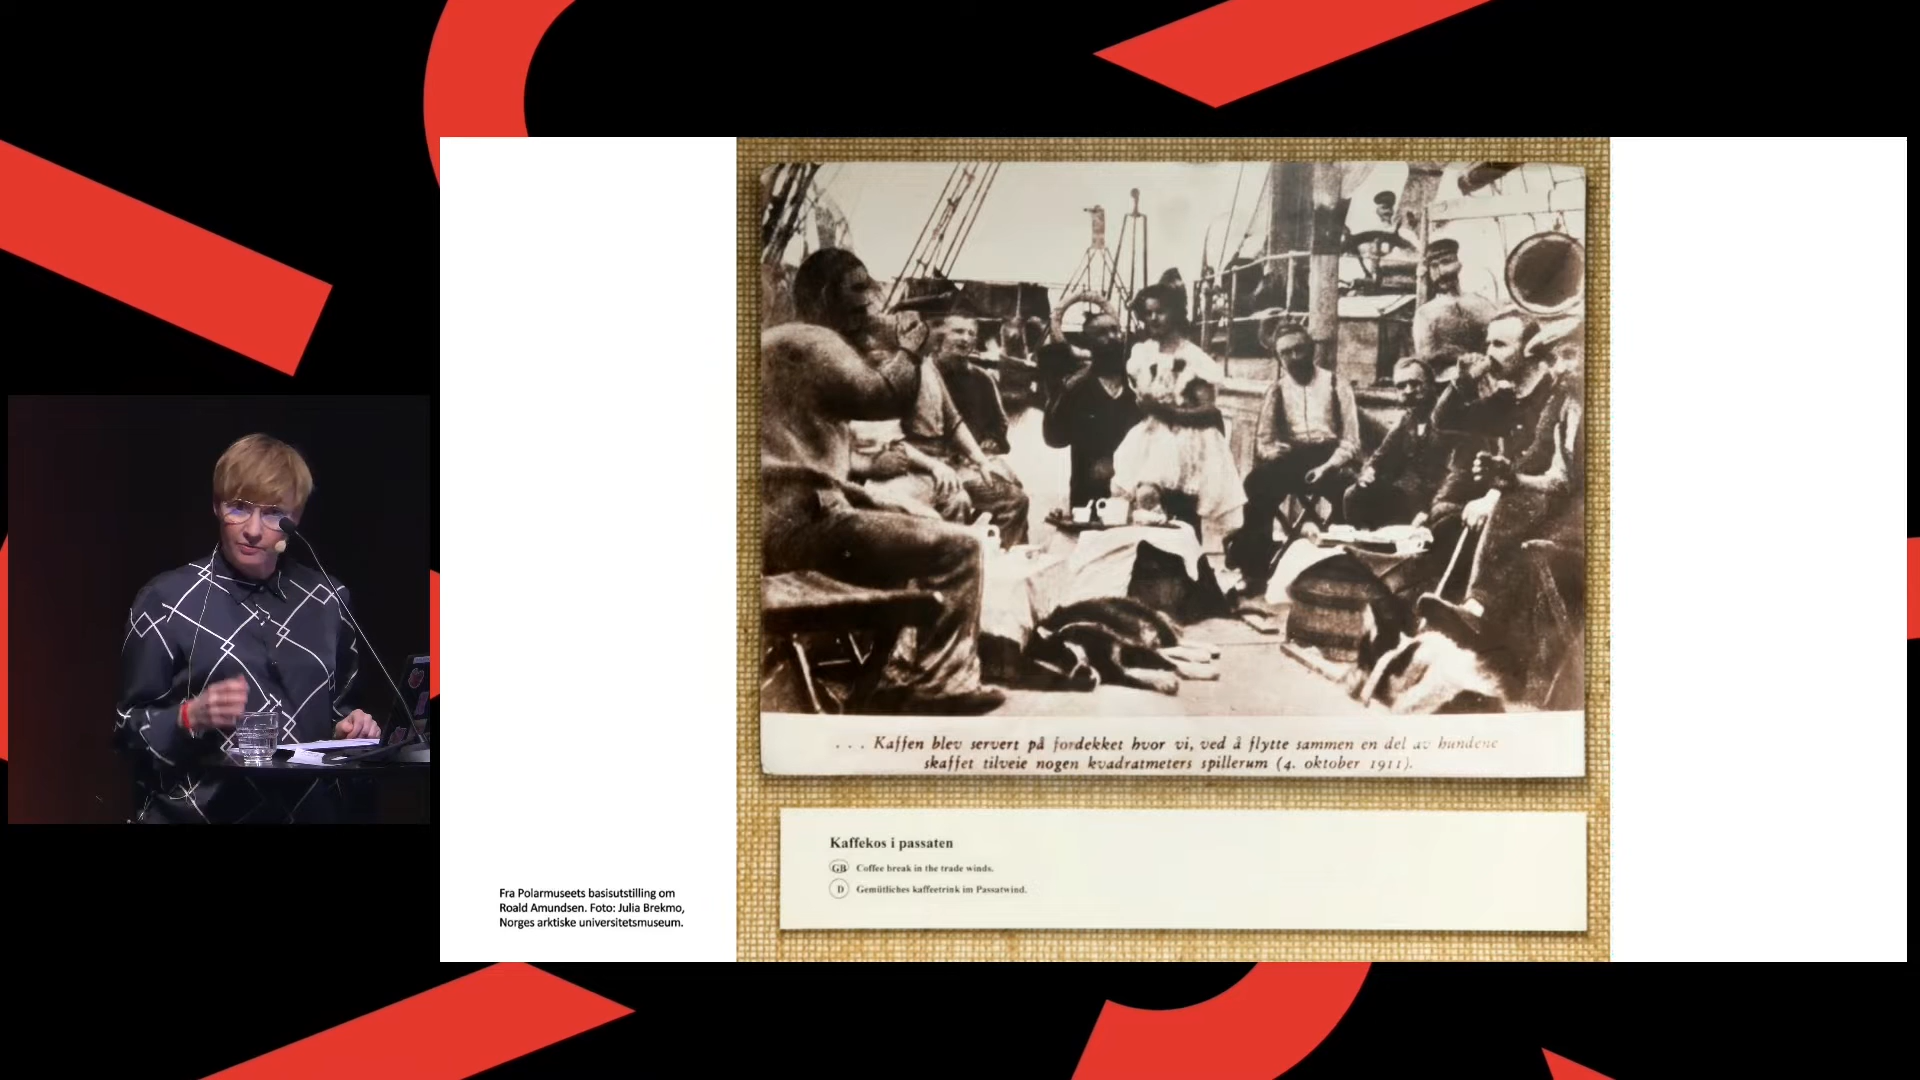 . . . Kaffen blev servert på fordekket hvor vi, ved å flytte sammen en del av hundene
skaffet tilveie nogen kvadratmeters spillerum (4. oktober 1911).
Kaffekos i passaten
GB Coffee break in the trade winds.
D Gemütliches kaffeetrink im Passatwind.
Fra Polarmuseets basisutstilling om
Roald Amundsen. Foto: Julia Brekmo,
Norges arktiske universitetsmuseum.